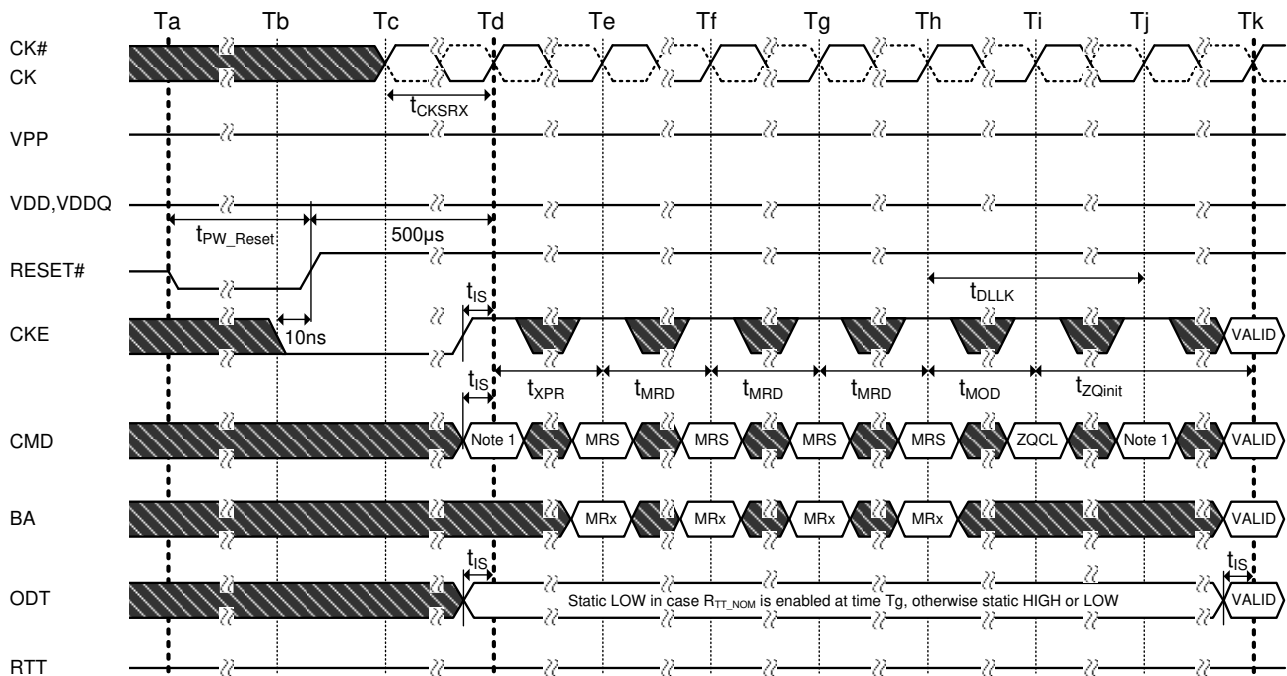 Ta Tb Tc Td Te Tf Tg Th Ti Tj Tk
CK#
CK
tCKSRX
VPP
VDD,VDDQ
tPW_Reset 500µs
RESET#
tIS tDLLK
CKE 10ns VALID
tIS tXPR tMRD tMRD tMRD tMOD tZQinit
CMD Note 1 MRS MRS MRS MRS ZQCL Note 1 VALID
BA MRx MRx MRx MRx VALID
tIS tIS
ODT Static LOW in case RTT_NOM is enabled at time Tg, otherwise static HIGH or LOW VALID
RTT